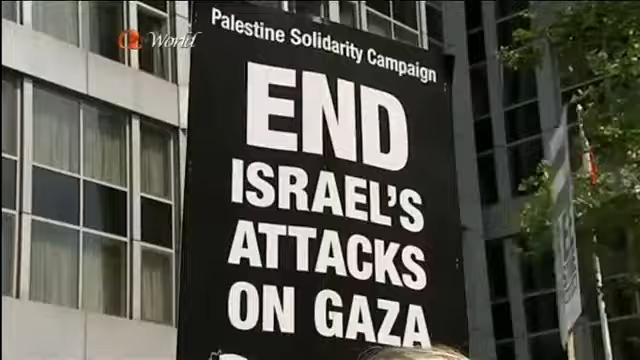 World
Palestine Solidarity Campaign
END
ISRAEL'S
ATTACKS
ON GAZA